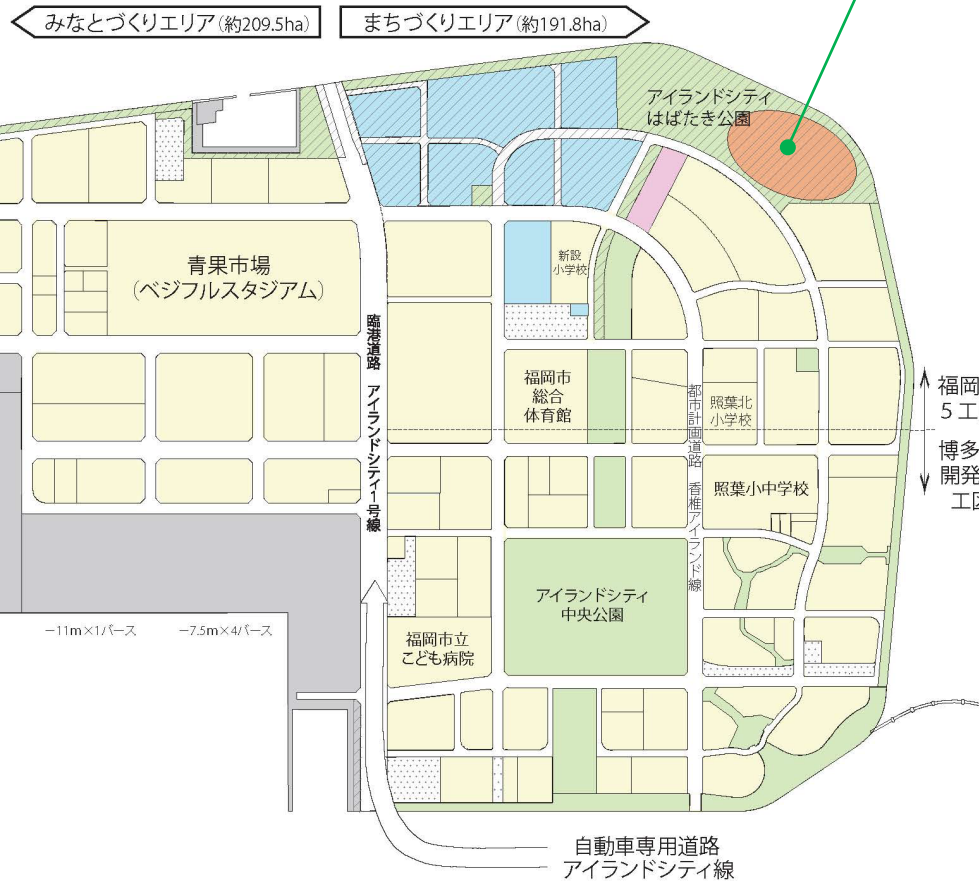 みなとづくりエリア(約209.5ha)
まちづくりエリア(約191.8ha)
アイランドシティ
はばたき公園
青果市場
(ベジフルスタジアム)
新設
小学校
臨港道路 アイランドシティ1号線
福岡市
総合
体育館
都市計画道路 香椎アイランド線
照葉北
小学校
福岡
5工
博多
開発
工区
照葉小中学校
アイランドシティ
中央公園
−11m×1バース
−7.5m×4バース
福岡市立
こども病院
自動車専用道路
アイランドシティ線